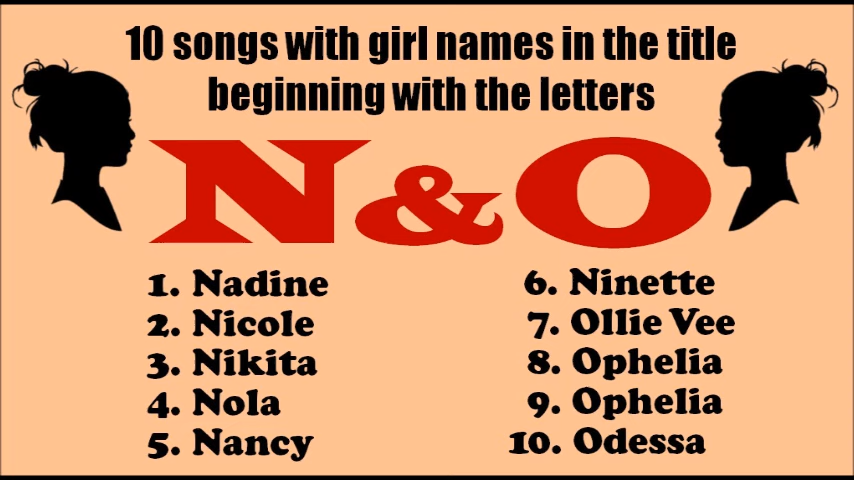 10 songs with girl names in the title
beginning with the letters
N&O
1. Nadine
2. Nicole
3. Nikita
4. Nola
5. Nancy
6. Ninette
7. Ollie Vee
8. Ophelia
9. Ophelia
10. Odessa